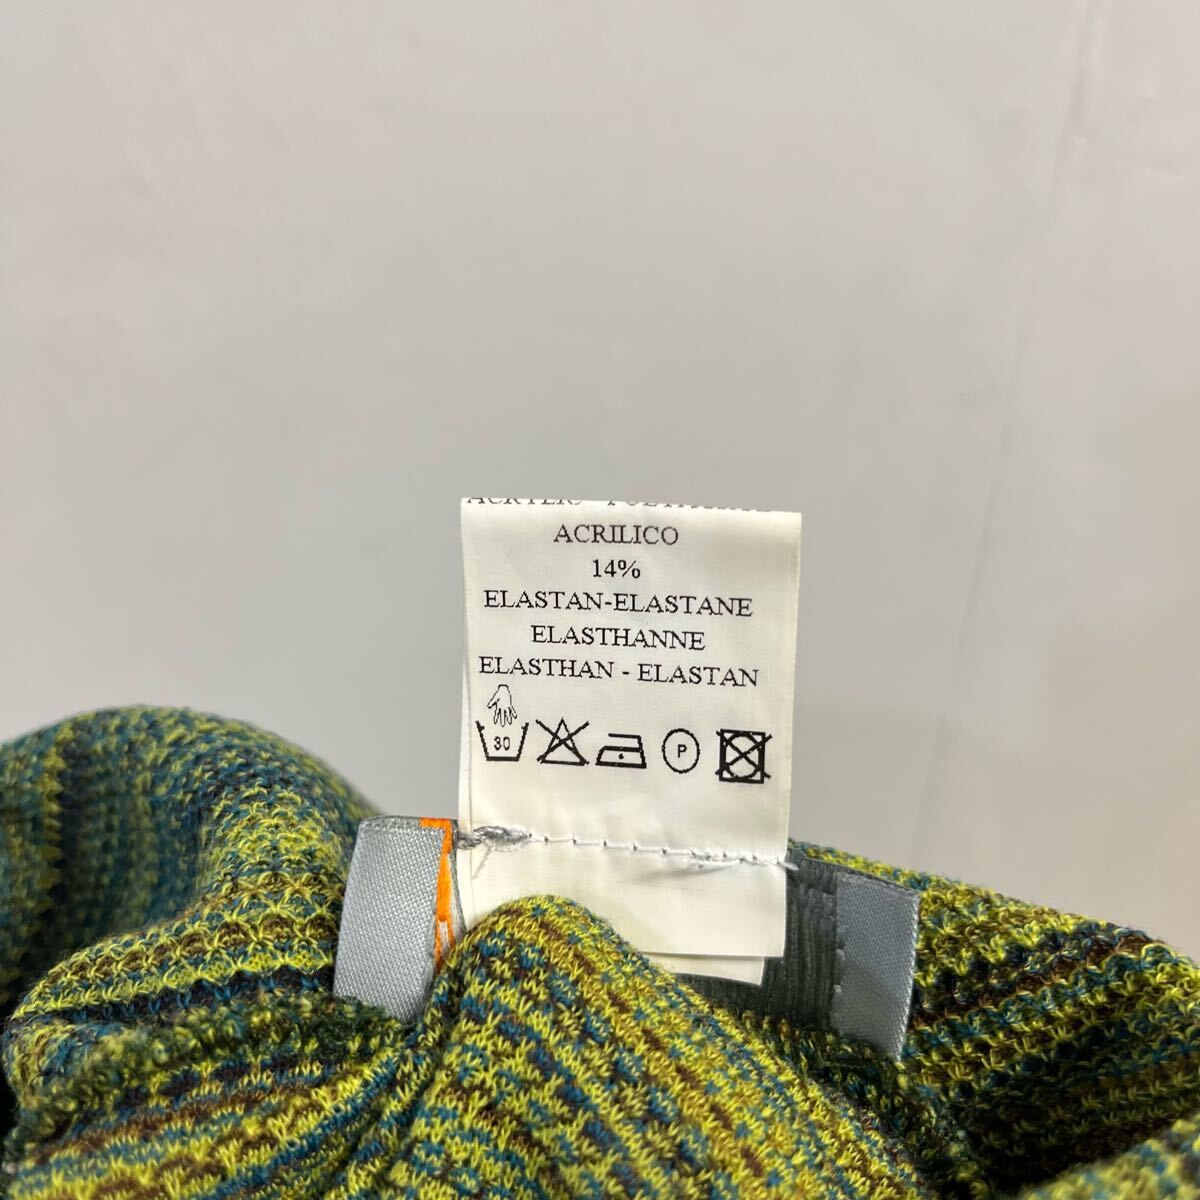 ACRILICO
14%
ELASTAN-ELASTANE
ELASTHANNE
ELASTHAN - ELASTAN
30
P